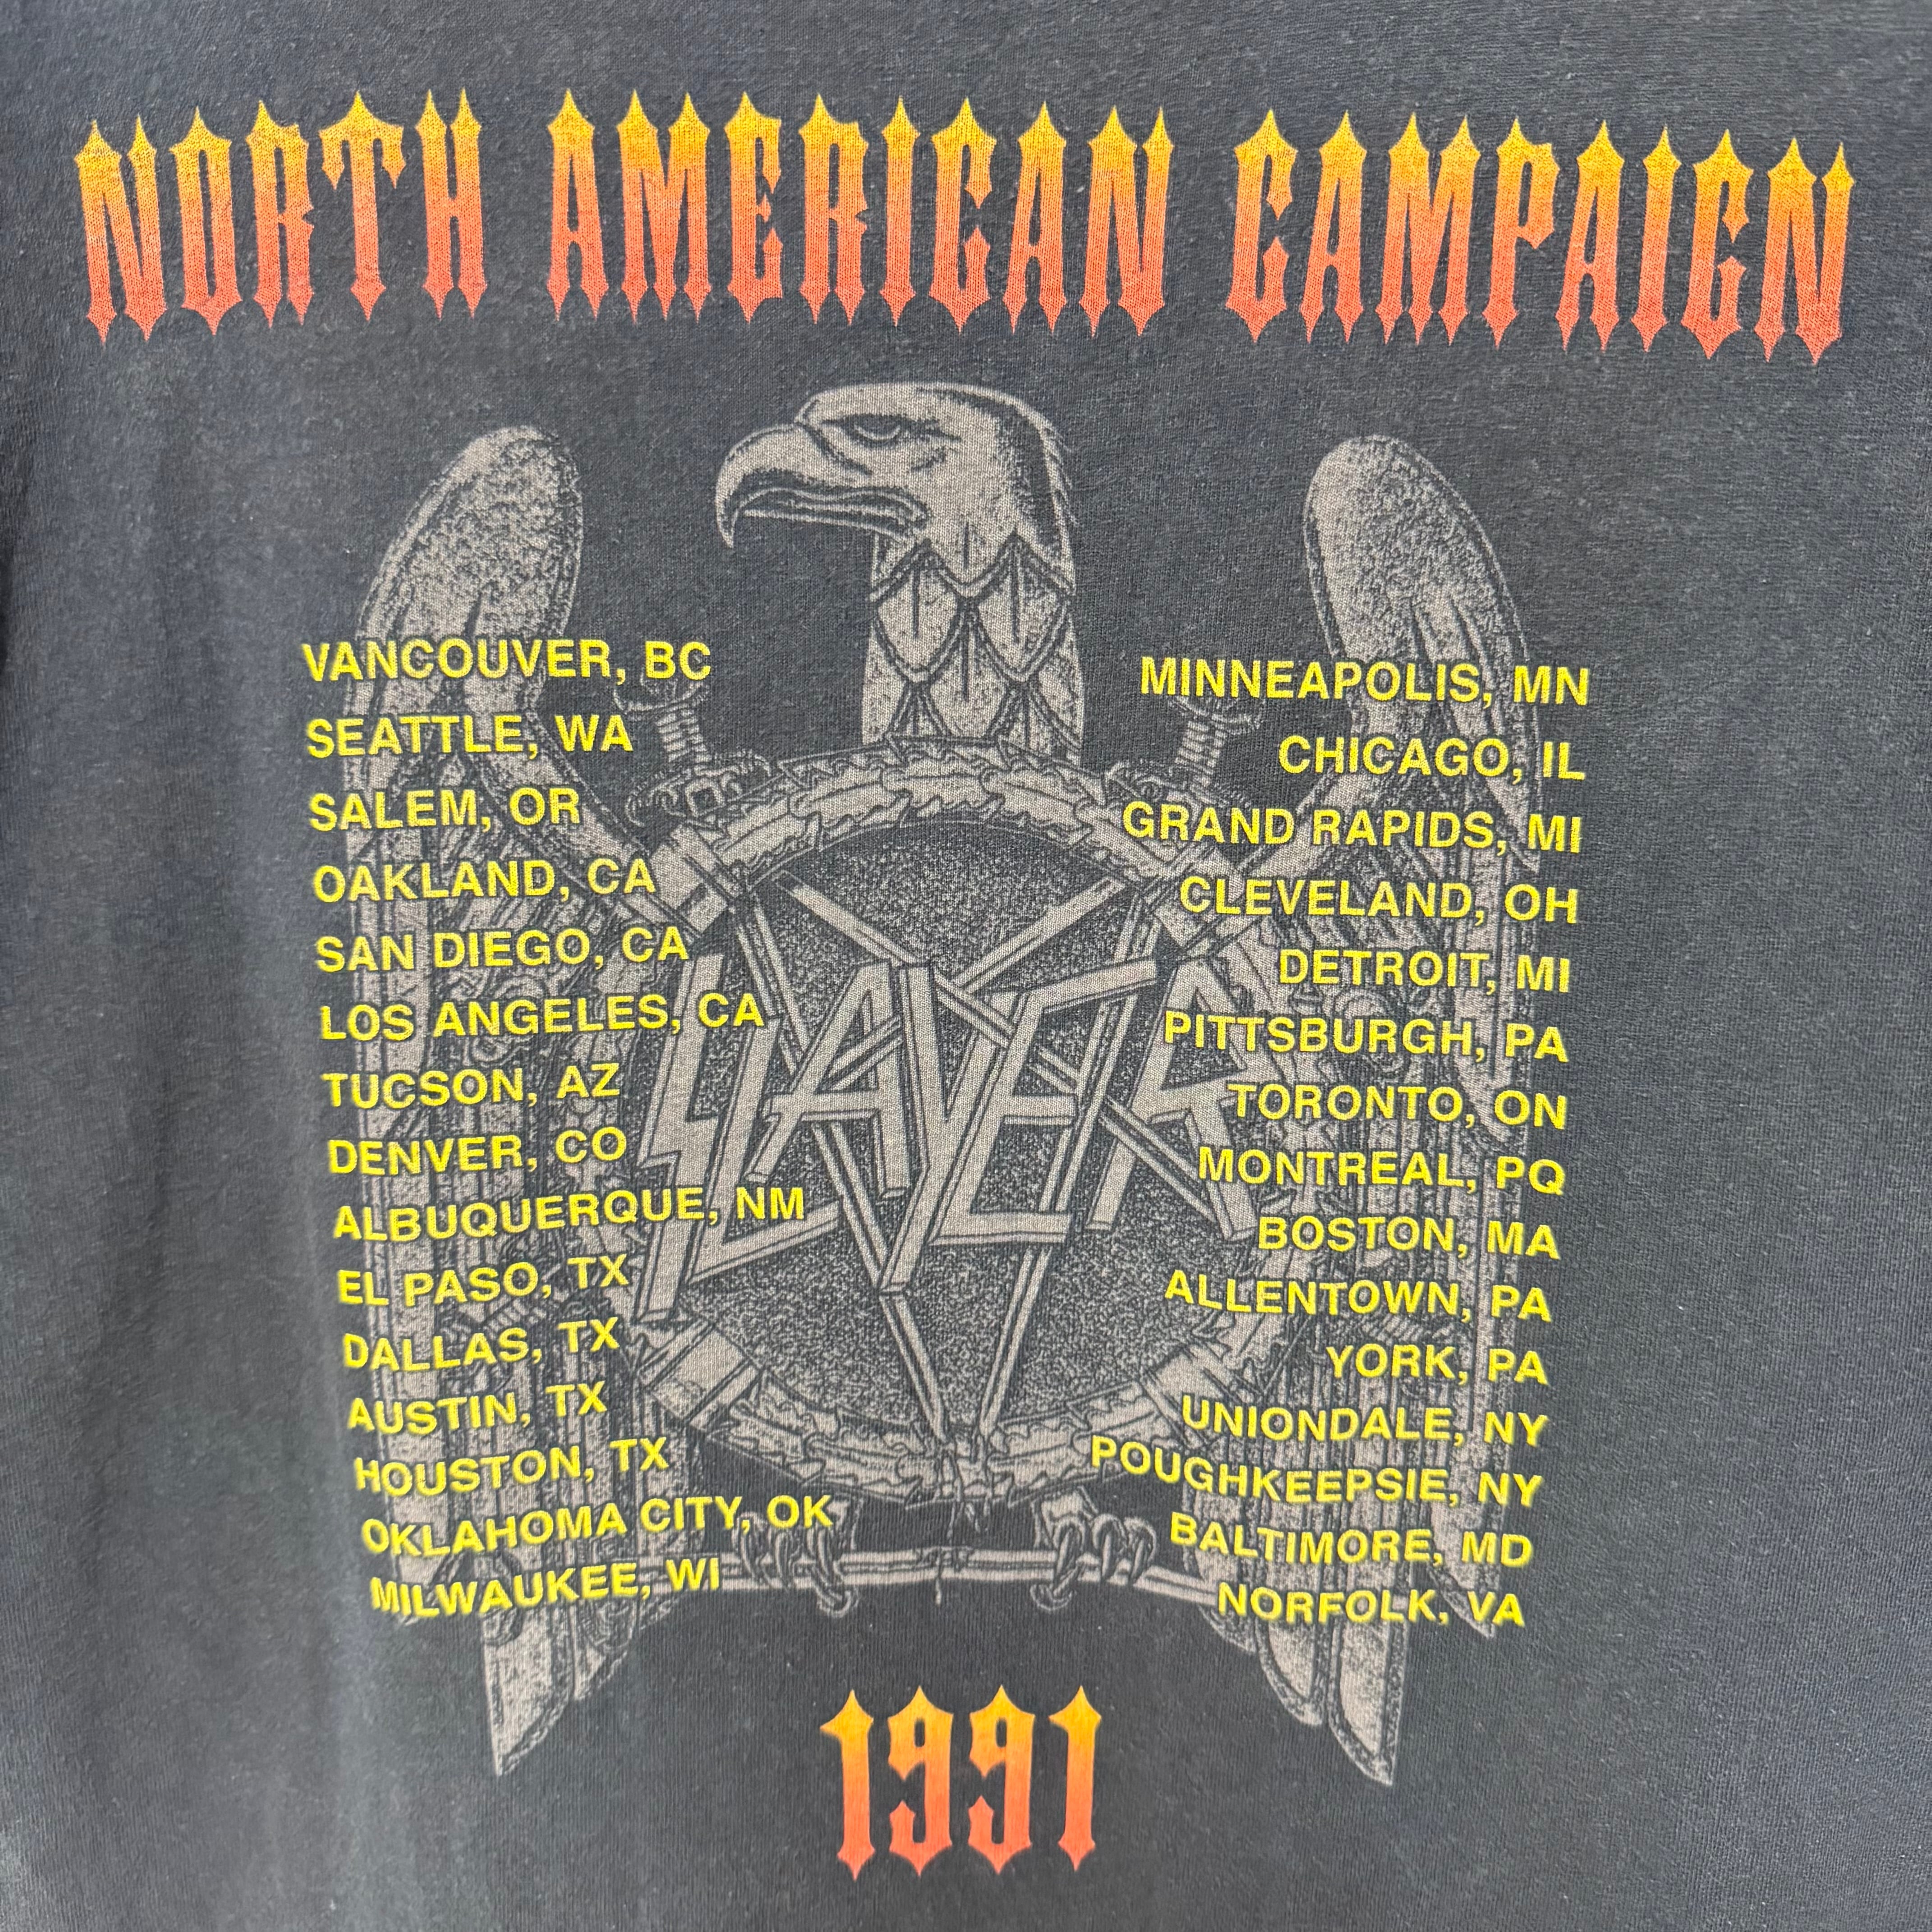 NORTH AMERICAN CAMPAIGN
VANCOUVER, BC
SEATTLE, WA
SALEM, OR
OAKLAND, CA
SAN DIEGO, CA
LOS ANGELES, CA
TUCSON, AZ
DENVER, CO
ALBUQUERQUE, NM
EL PASO, TX
DALLAS, TX
AUSTIN, TX
HOUSTON, TX
OKLAHOMA CITY, OK
MILWAUKEE, WI
MINNEAPOLIS, MN
CHICAGO, IL
GRAND RAPIDS, MI
CLEVELAND, OH
DETROIT, MI
PITTSBURGH, PA
TORONTO, ON
MONTREAL, PQ
BOSTON, MA
ALLENTOWN, PA
YORK, PA
UNIONDALE, NY
POUGHKEEPSIE, NY
BALTIMORE, MD
NORFOLK, VA
SLAYER
1991